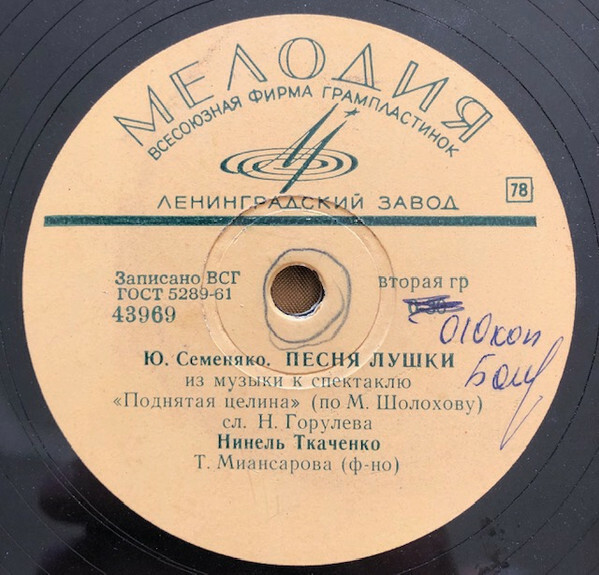 МЕЛОДИЯ
ВСЕСОЮЗНАЯ ФИРМА ГРАМПЛАСТИНОК
ЛЕНИНГРАДСКИЙ ЗАВОД
78
Записано ВСГ
ГОСТ 5289-61
43969
вторая гр
010коп
Ю. Семеняко. ПЕСНЯ ЛУШКИ
из музыки к спектаклю
«Поднятая целина» (по М. Шолохову)
сл. Н. Горулева
Нинель Ткаченко
Т. Миансарова (ф-но)